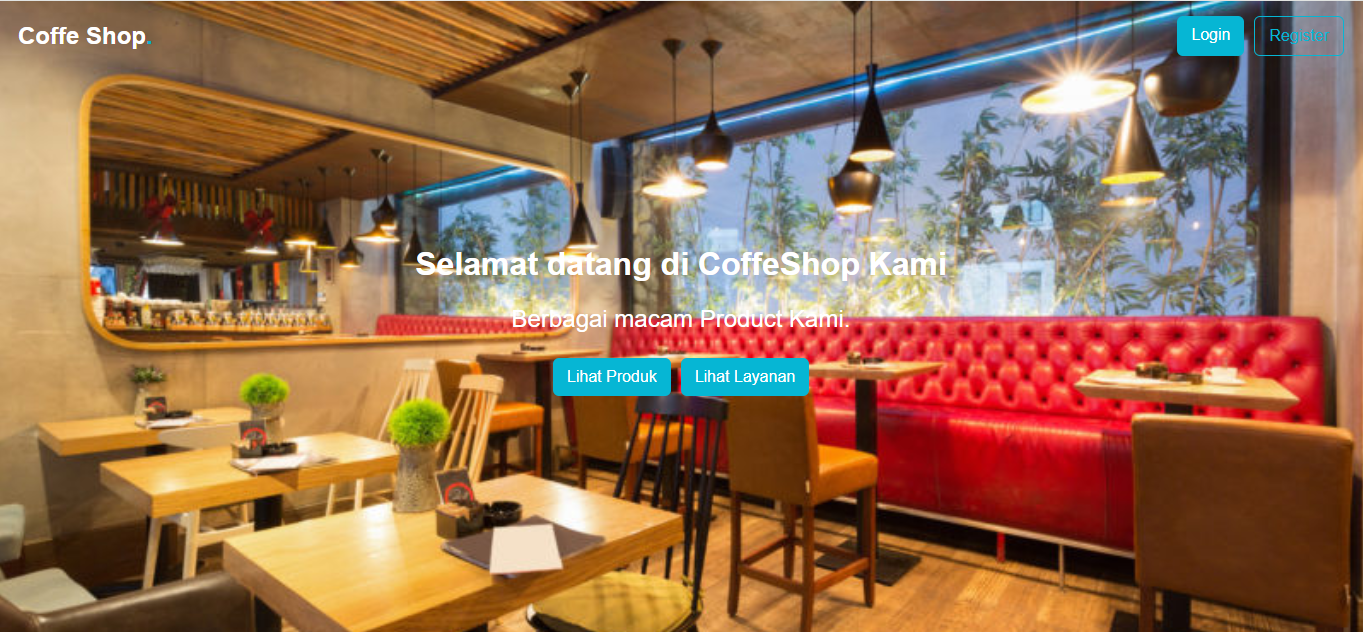 Coffe Shop.
Login Register
Selamat datang di CoffeShop Kami
Berbagai macam Product Kami.
Lihat Produk Lihat Layanan